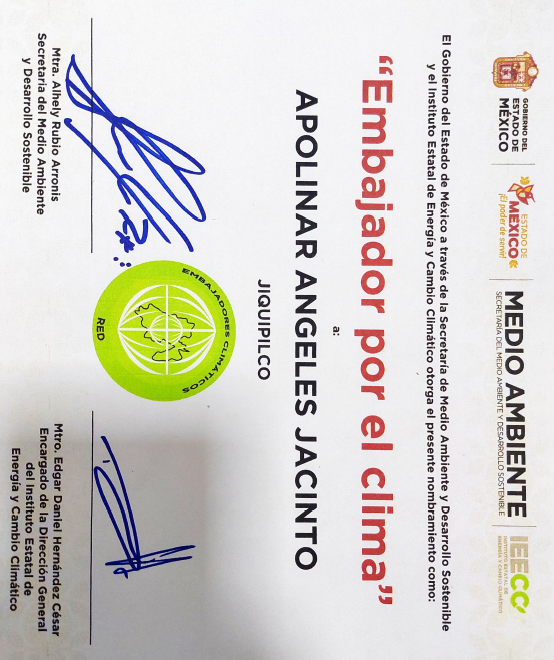 GOBIERNO DEL
ESTADO DE
MÉXICO
ESTADO DE
MÉXICO
¡El poder de servir!
MEDIO AMBIENTE
SECRETARÍA DEL MEDIO AMBIENTE Y DESARROLLO SOSTENIBLE
IEECC
INSTITUTO ESTATAL DE
ENERGÍA Y CAMBIO CLIMÁTICO
El Gobierno del Estado de México a través de la Secretaría de Medio Ambiente y Desarrollo Sostenible
y el Instituto Estatal de Energía y Cambio Climático otorga el presente nombramiento como:
“Embajador por el clima”
a:
APOLINAR ANGELES JACINTO
JIQUIPILCO
EMBAJADORES CLIMÁTICOS
RED
Mtra. Alhely Rubio Arronis
Secretaria del Medio Ambiente
y Desarrollo Sostenible
Mtro. Edgar Daniel Hernández César
Encargado de la Dirección General
del Instituto Estatal de
Energía y Cambio Climático